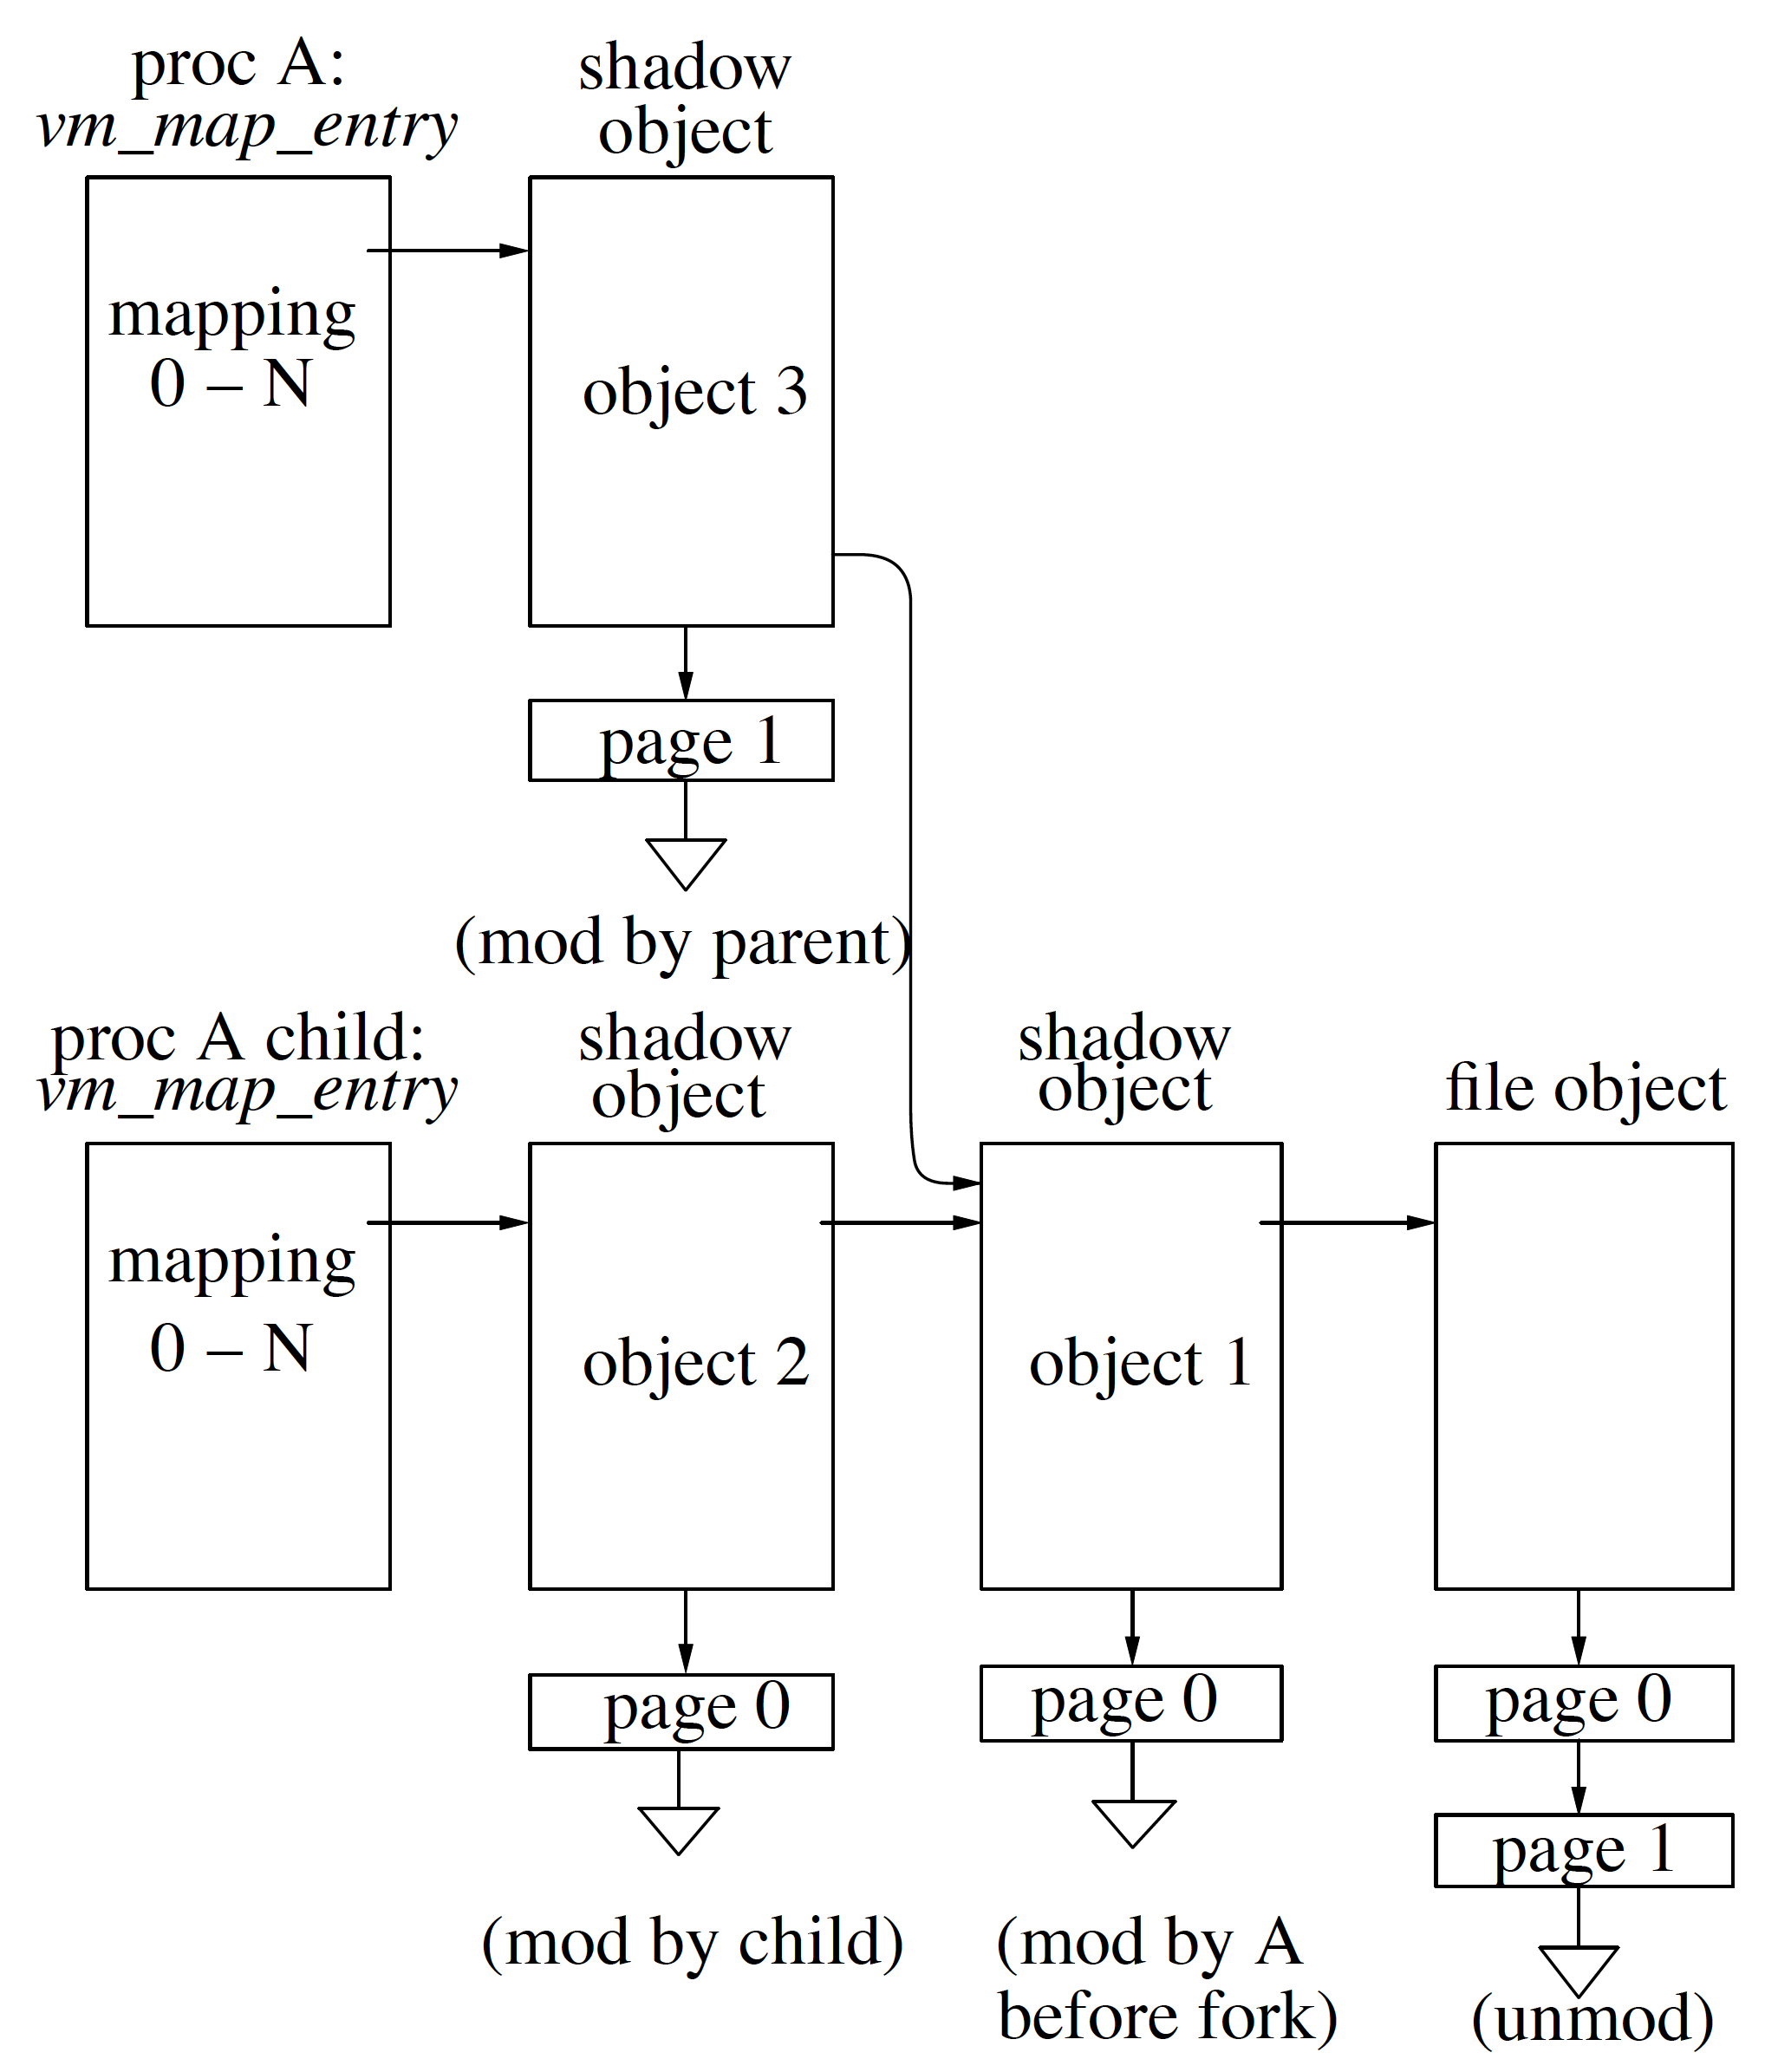 proc A:
vm_map_entry
shadow
object
mapping
0 – N
object 3
page 1
(mod by parent)
proc A child:
vm_map_entry
shadow
object
shadow
object
file object
mapping
0 – N
object 2
object 1
page 0
page 0
page 0
page 1
(mod by child)
(mod by A
before fork)
(unmod)